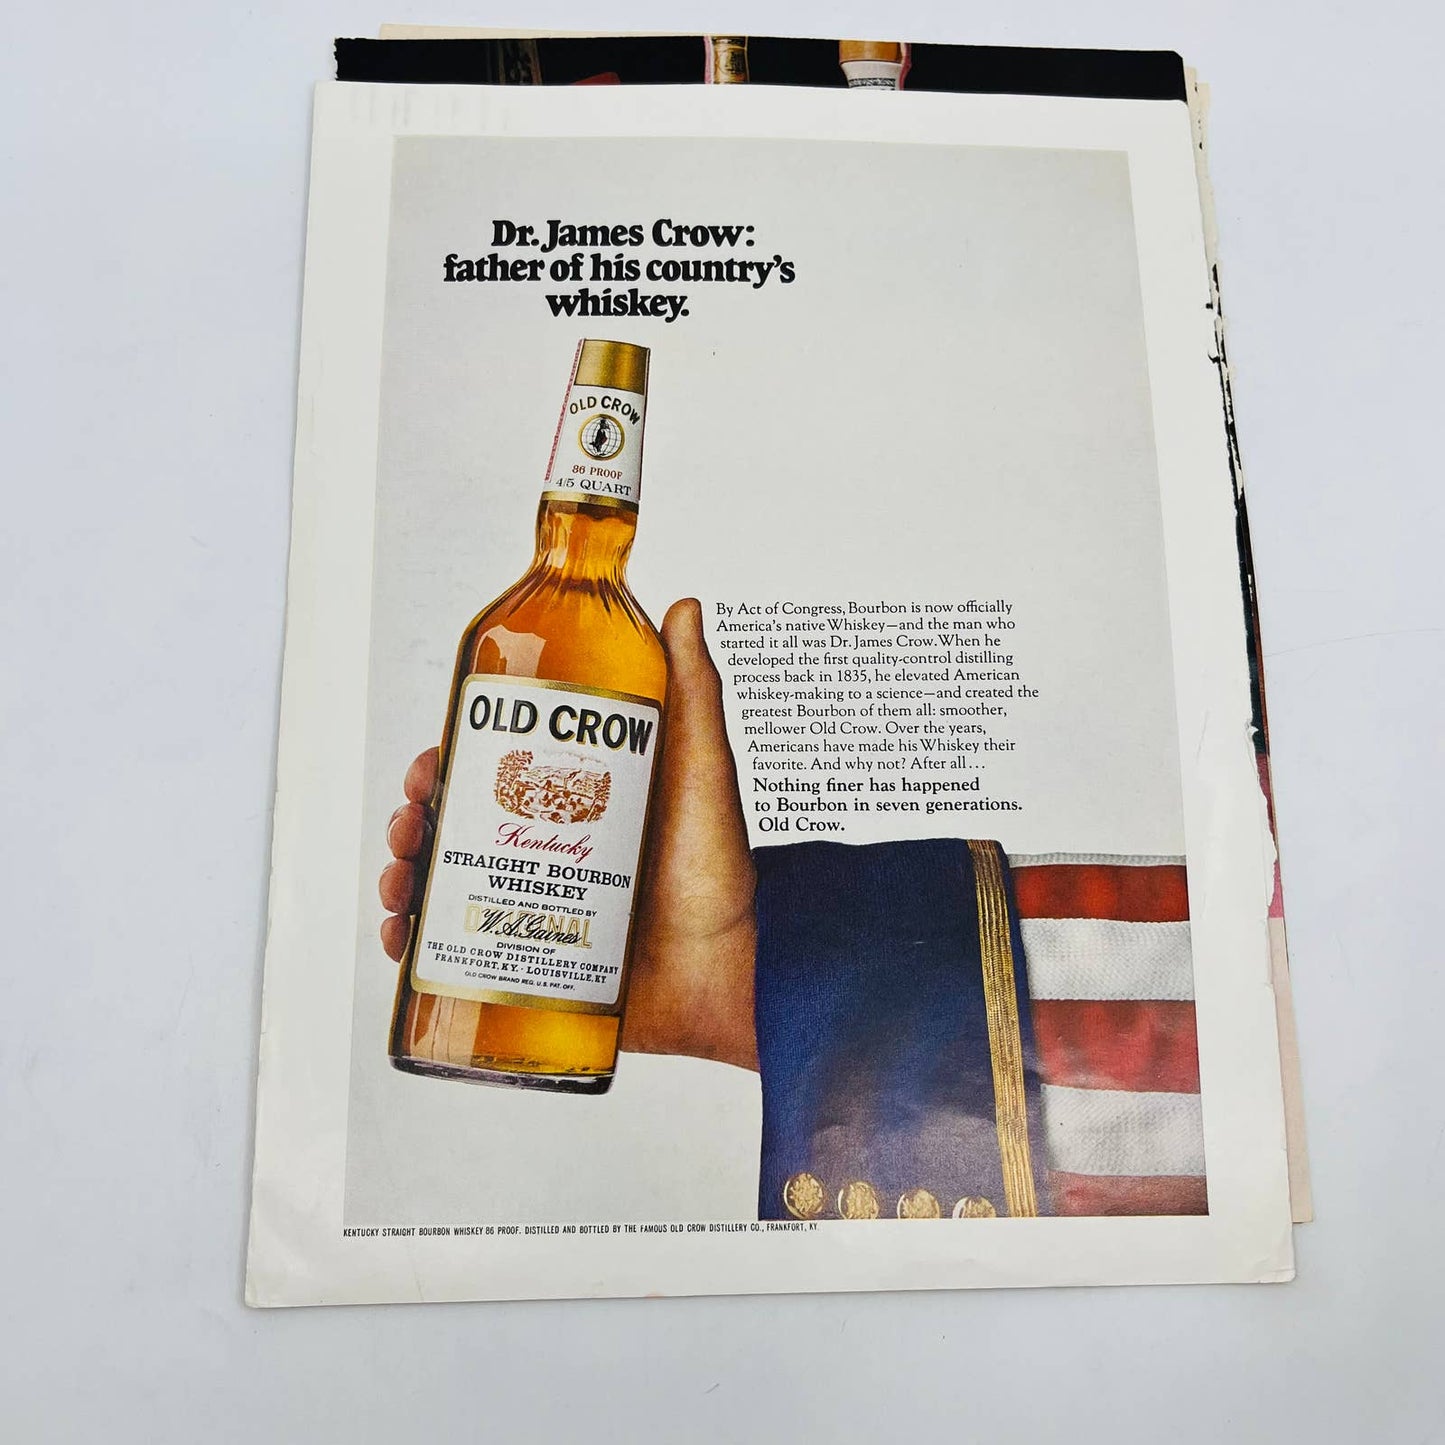 Dr. James Crow:
father of his country's
whiskey.
OLD CROW
86 PROOF
4/5 QUART
By Act of Congress, Bourbon is now officially
America's native Whiskey—and the man who
started it all was Dr. James Crow. When he
developed the first quality-control distilling
process back in 1835, he elevated American
whiskey-making to a science—and created the
greatest Bourbon of them all: smoother,
mellower Old Crow. Over the years,
Americans have made his Whiskey their
favorite. And why not? After all...
Nothing finer has happened
to Bourbon in seven generations.
Old Crow.
OLD CROW
Kentucky
STRAIGHT BOURBON
WHISKEY
DISTILLED AND BOTTLED BY
ORIGINAL
W.A.Gaines
DIVISION OF
THE OLD CROW DISTILLERY COMPANY
FRANKFORT, KY. · LOUISVILLE, KY
OLD CROW BRAND REG. U.S. PAT. OFF.
KENTUCKY STRAIGHT BOURBON WHISKEY 86 PROOF. DISTILLED AND BOTTLED BY THE FAMOUS OLD CROW DISTILLERY CO., FRANKFORT, KY.